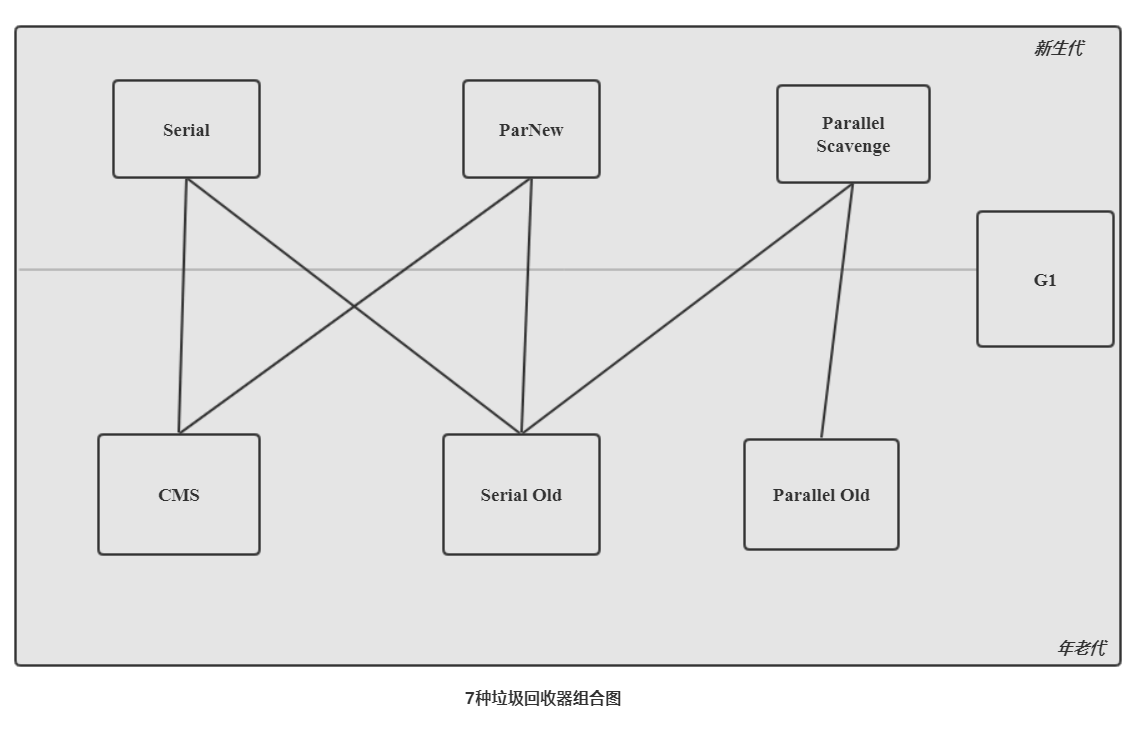 新生代
Serial
ParNew
Parallel
Scavenge
G1
CMS
Serial Old
Parallel Old
年老代
7种垃圾回收器组合图